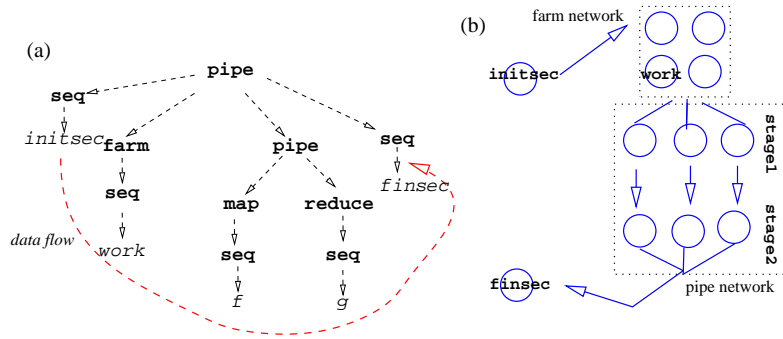 (a)
pipe
seq
initsec
farm
pipe
seq
finsec
seq
map
reduce
data flow
work
seq
seq
f
g
(b)
farm network
initsec
work
stage1
stage2
finsec
pipe network